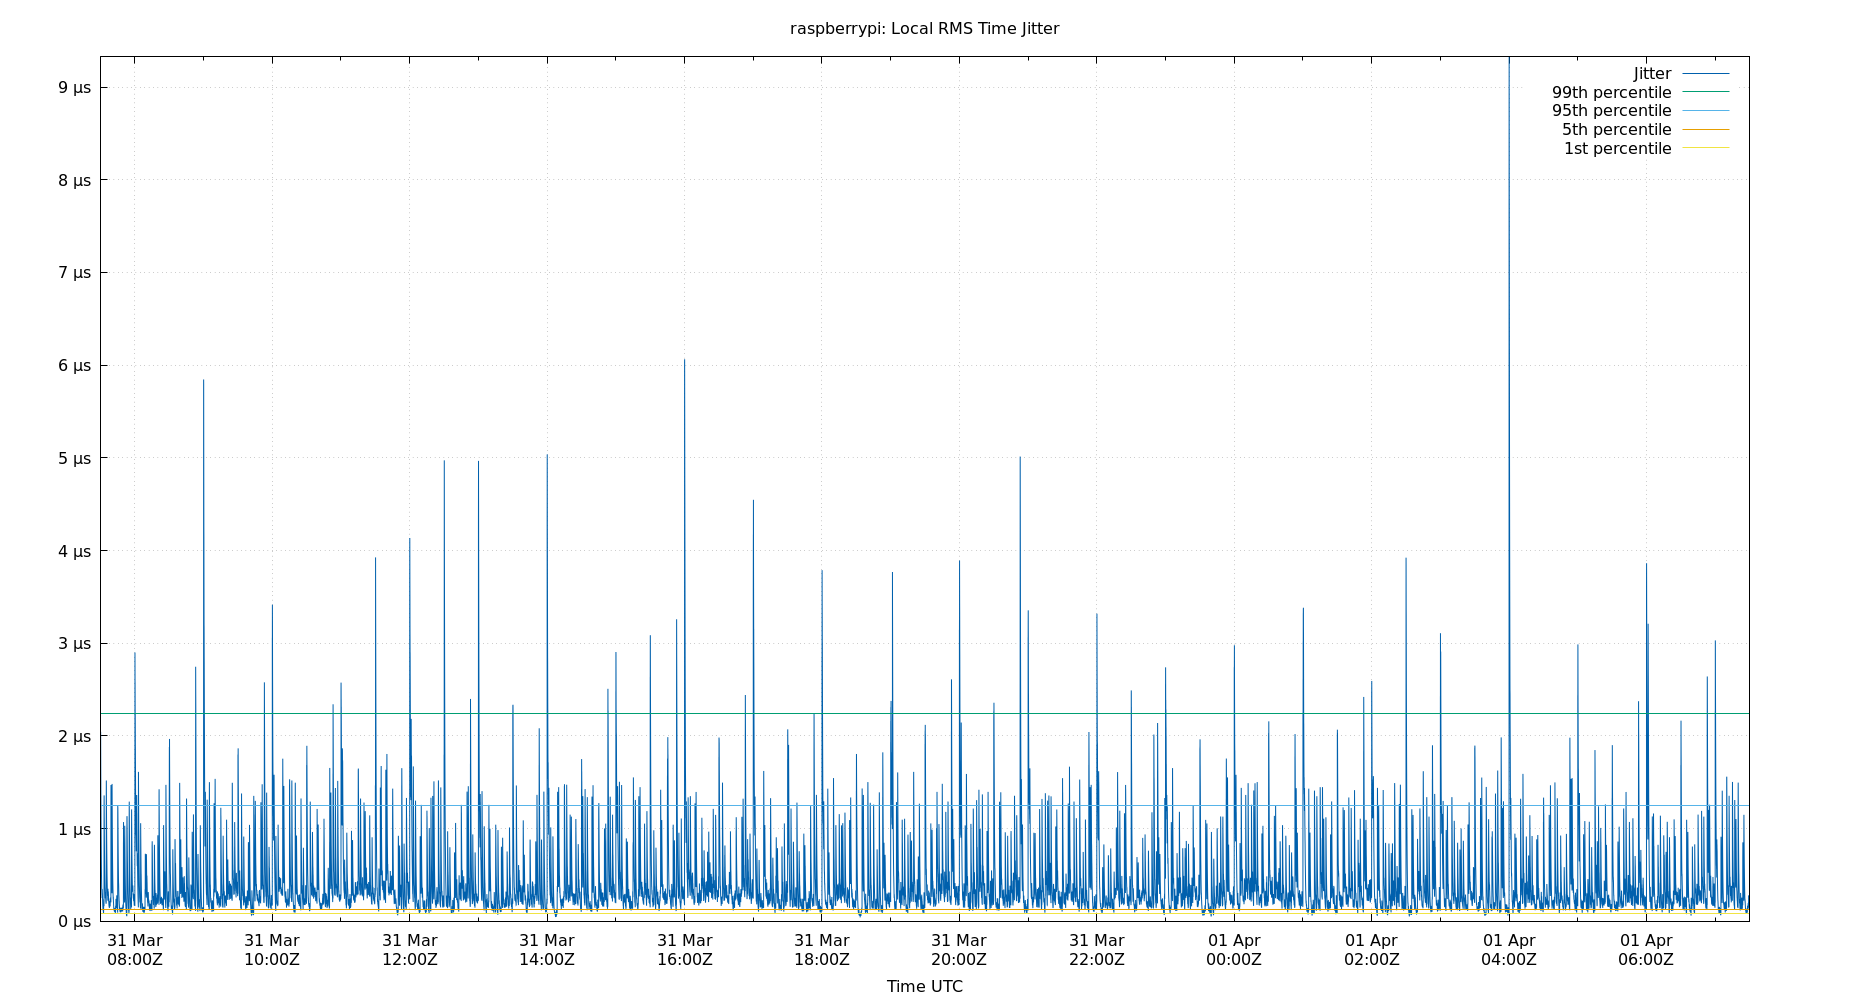 raspberrypi: Local RMS Time Jitter
Jitter
99th percentile
95th percentile
5th percentile
1st percentile
9 µs
8 µs
7 µs
6 µs
5 µs
4 µs
3 µs
2 µs
1 µs
0 µs
31 Mar 31 Mar 31 Mar 31 Mar 31 Mar 31 Mar 31 Mar 31 Mar 01 Apr 01 Apr 01 Apr 01 Apr
08:00Z 10:00Z 12:00Z 14:00Z 16:00Z 18:00Z 20:00Z 22:00Z 00:00Z 02:00Z 04:00Z 06:00Z
Time UTC